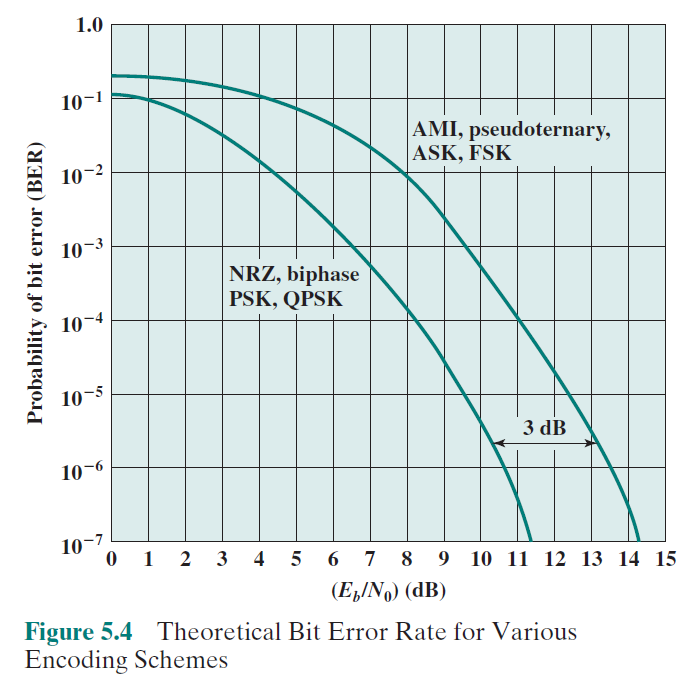 1.0
10⁻¹
10⁻²
10⁻³
10⁻⁴
10⁻⁵
10⁻⁶
10⁻⁷
Probability of bit error (BER)
AMI, pseudoternary,
ASK, FSK
NRZ, biphase
PSK, QPSK
3 dB
0 1 2 3 4 5 6 7 8 9 10 11 12 13 14 15
(E_b/N_0) (dB)
Figure 5.4 Theoretical Bit Error Rate for Various
Encoding Schemes